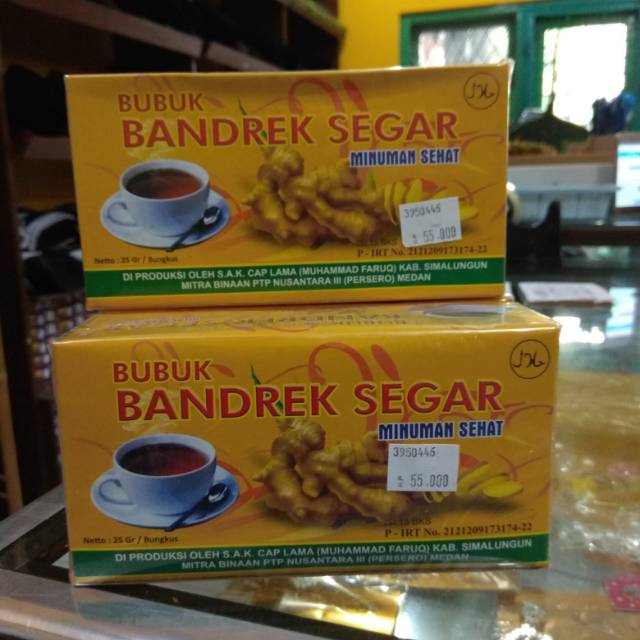 BUBUK
BANDREK SEGAR
MINUMAN SEHAT
3950445
55.000
Netto : 25 Gr / Bungkus
P - IRT No. 2121209173174-22
DI PRODUKSI OLEH S.A.K. CAP LAMA (MUHAMMAD FARUQ) KAB. SIMALUNGUN
MITRA BINAAN PTP NUSANTARA III (PERSERO) MEDAN
BUBUK
BANDREK SEGAR
MINUMAN SEHAT
3950445
55.000
BKS
Netto : 25 Gr / Bungkus
P - IRT No. 2121209173174-22
DI PRODUKSI OLEH S.A.K. CAP LAMA (MUHAMMAD FARUQ) KAB. SIMALUNGUN
MITRA BINAAN PTP NUSANTARA III (PERSERO) MEDAN